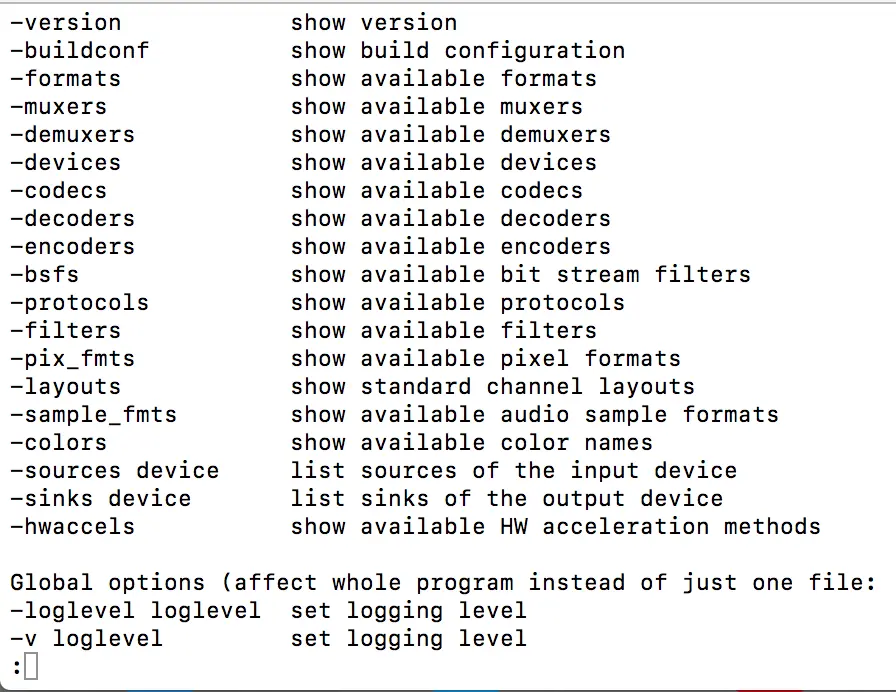 -version            show version
-buildconf          show build configuration
-formats            show available formats
-muxers             show available muxers
-demuxers           show available demuxers
-devices            show available devices
-codecs             show available codecs
-decoders           show available decoders
-encoders           show available encoders
-bsfs               show available bit stream filters
-protocols          show available protocols
-filters            show available filters
-pix_fmts           show available pixel formats
-layouts            show standard channel layouts
-sample_fmts        show available audio sample formats
-colors             show available color names
-sources device     list sources of the input device
-sinks device       list sinks of the output device
-hwaccels           show available HW acceleration methods

Global options (affect whole program instead of just one file:
-loglevel loglevel  set logging level
-v loglevel         set logging level
: